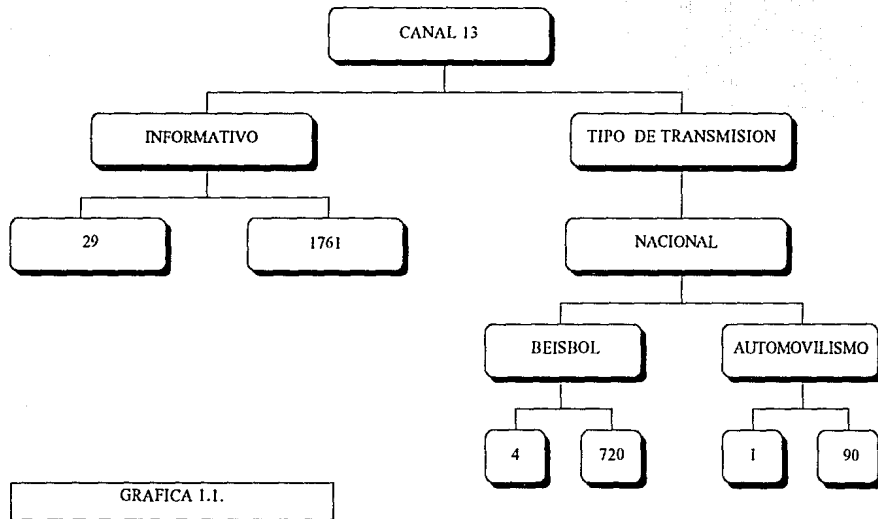 CANAL 13
INFORMATIVO
TIPO DE TRANSMISION
29
1761
NACIONAL
BEISBOL
AUTOMOVILISMO
4
720
1
90
GRAFICA 1.1.